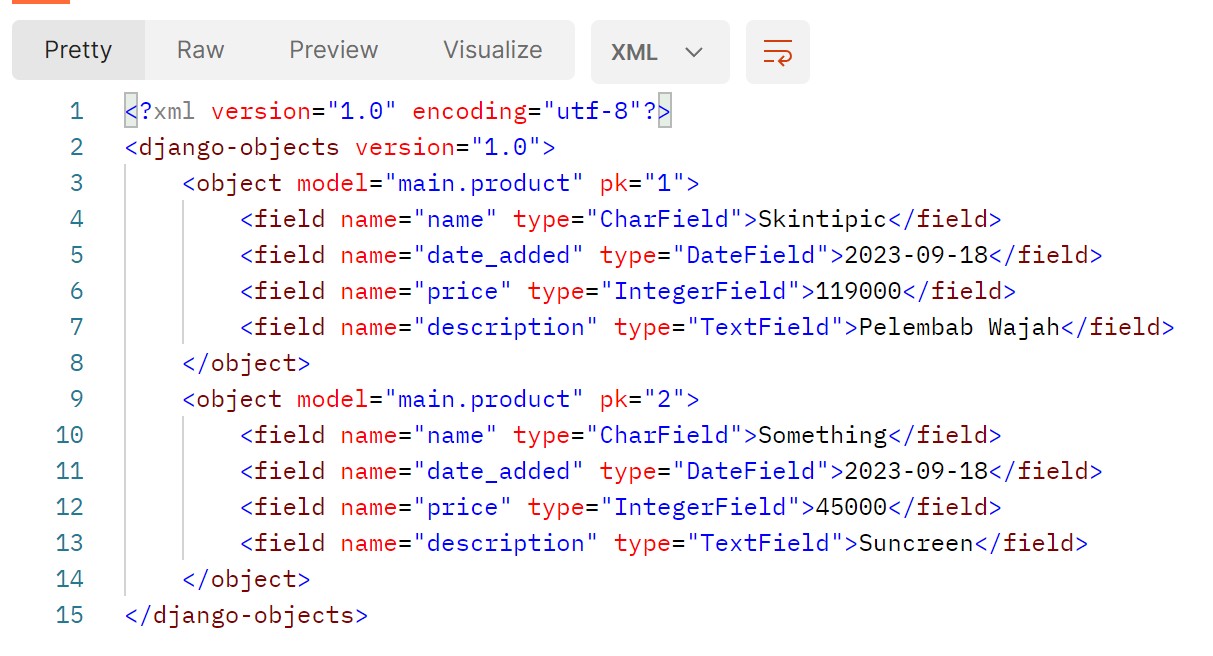 Pretty Raw Preview Visualize XML
1 <?xml version="1.0" encoding="utf-8"?>
2 <django-objects version="1.0">
3 <object model="main.product" pk="1">
4 <field name="name" type="CharField">Skintipic</field>
5 <field name="date_added" type="DateField">2023-09-18</field>
6 <field name="price" type="IntegerField">119000</field>
7 <field name="description" type="TextField">Pelembab Wajah</field>
8 </object>
9 <object model="main.product" pk="2">
10 <field name="name" type="CharField">Something</field>
11 <field name="date_added" type="DateField">2023-09-18</field>
12 <field name="price" type="IntegerField">45000</field>
13 <field name="description" type="TextField">Suncreen</field>
14 </object>
15 </django-objects>